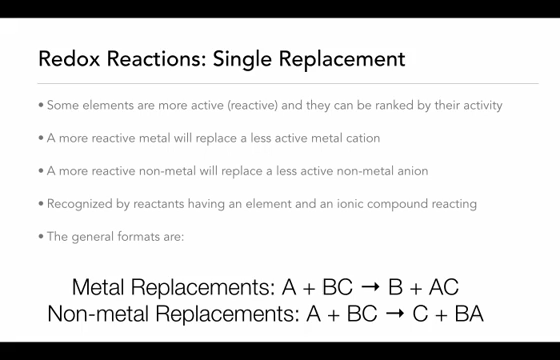 Redox Reactions: Single Replacement
• Some elements are more active (reactive) and they can be ranked by their activity
• A more reactive metal will replace a less active metal cation
• A more reactive non-metal will replace a less active non-metal anion
• Recognized by reactants having an element and an ionic compound reacting
• The general formats are:
Metal Replacements: A + BC → B + AC
Non-metal Replacements: A + BC → C + BA